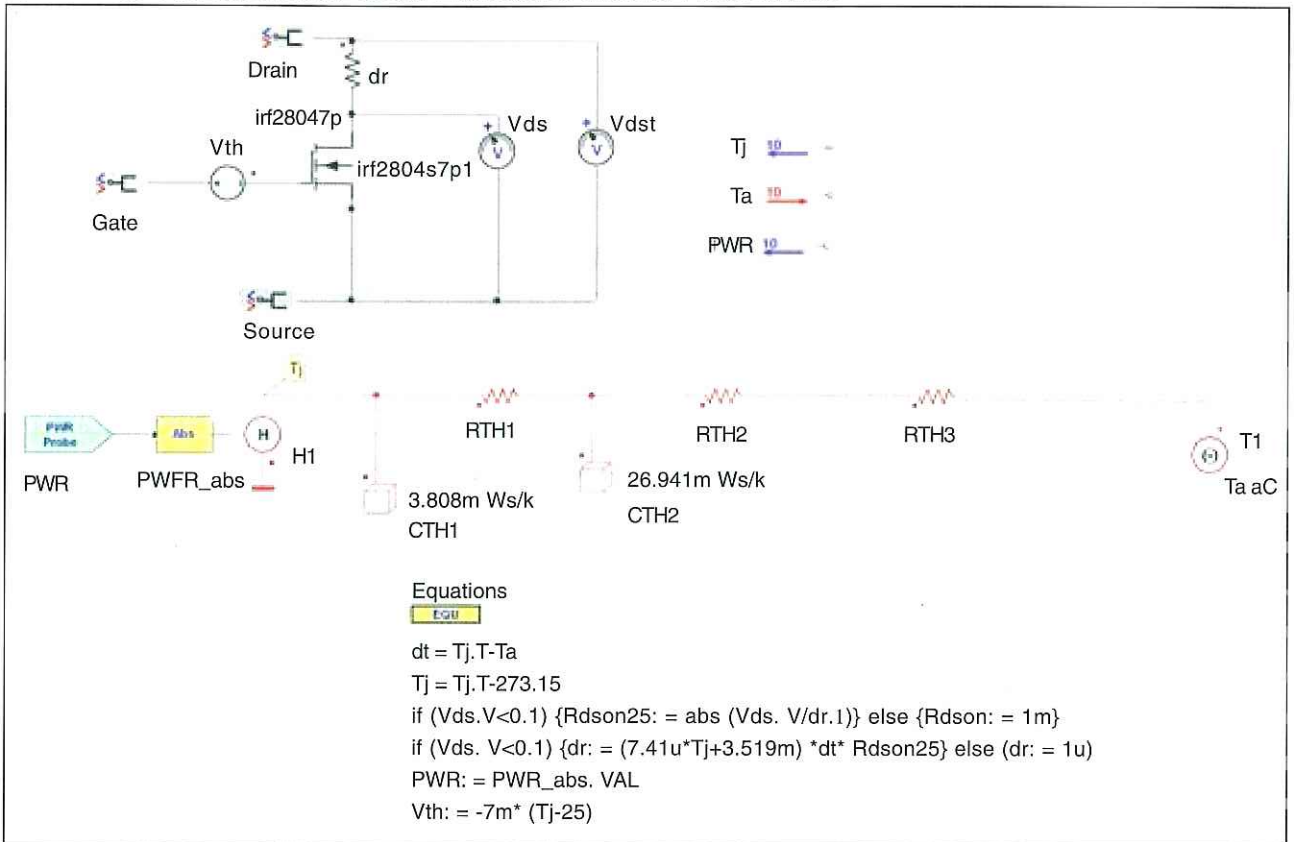 Drain
dr
irf28047p
Vds
Vdst
Vth
irf2804s7p1
V
V
Gate
Source
Tj 10
Ta 10
PWR 10
Tj
PWR Probe
Abs
H
H1
PWR
PWFR_abs
RTH1
RTH2
RTH3
T1
Ta aC
3.808m Ws/k
CTH1
26.941m Ws/k
CTH2
Equations
EQU
dt = Tj.T-Ta
Tj = Tj.T-273.15
if (Vds.V<0.1) {Rdson25: = abs (Vds. V/dr.1)} else {Rdson: = 1m}
if (Vds. V<0.1) {dr: = (7.41u*Tj+3.519m) *dt* Rdson25} else (dr: = 1u)
PWR: = PWR_abs. VAL
Vth: = -7m* (Tj-25)